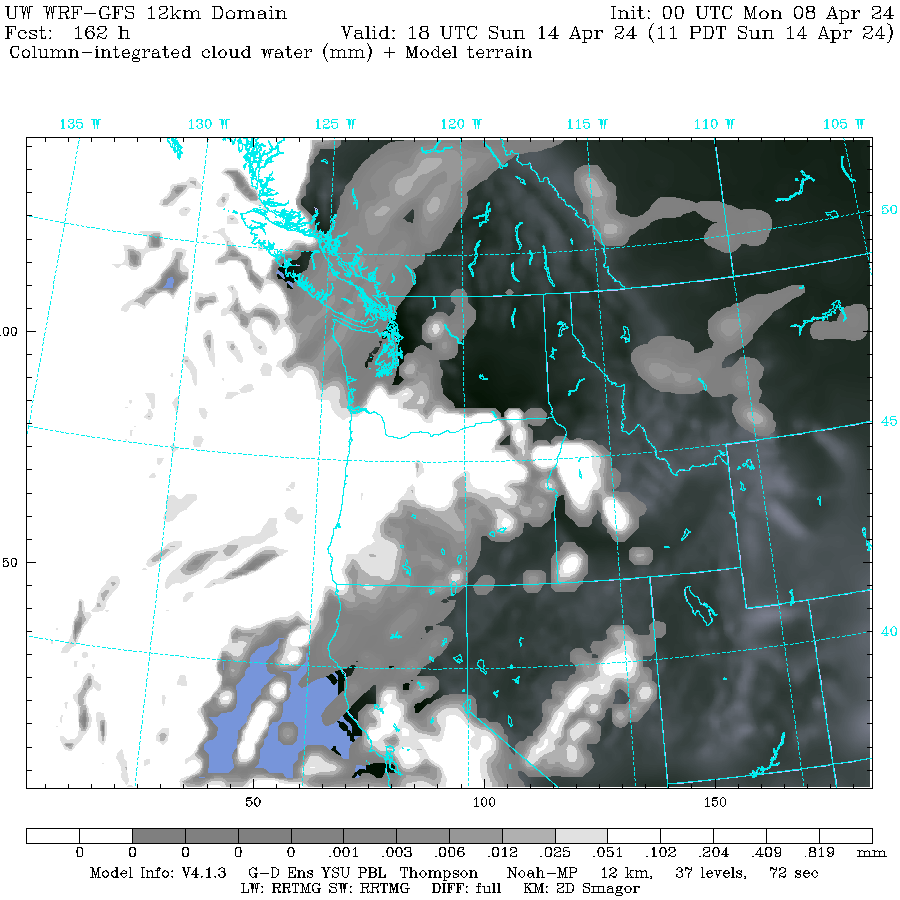 UW WRF-GFS 12km Domain Init: 00 UTC Mon 08 Apr 24
Fcst: 162 h Valid: 18 UTC Sun 14 Apr 24 (11 PDT Sun 14 Apr 24)
Column-integrated cloud water (mm) + Model terrain
135 W 130 W 125 W 120 W 115 W 110 W 105 W
50
00
45
50
40
50 100 150
0 0 0 0 .001 .003 .006 .012 .025 .051 .102 .204 .409 .819 mm
Model Info: V4.1.3 G-D Ens YSU PBL Thompson Noah-MP 12 km, 37 levels, 72 sec
LW: RRTMG SW: RRTMG DIFF: full KM: 2D Smagor